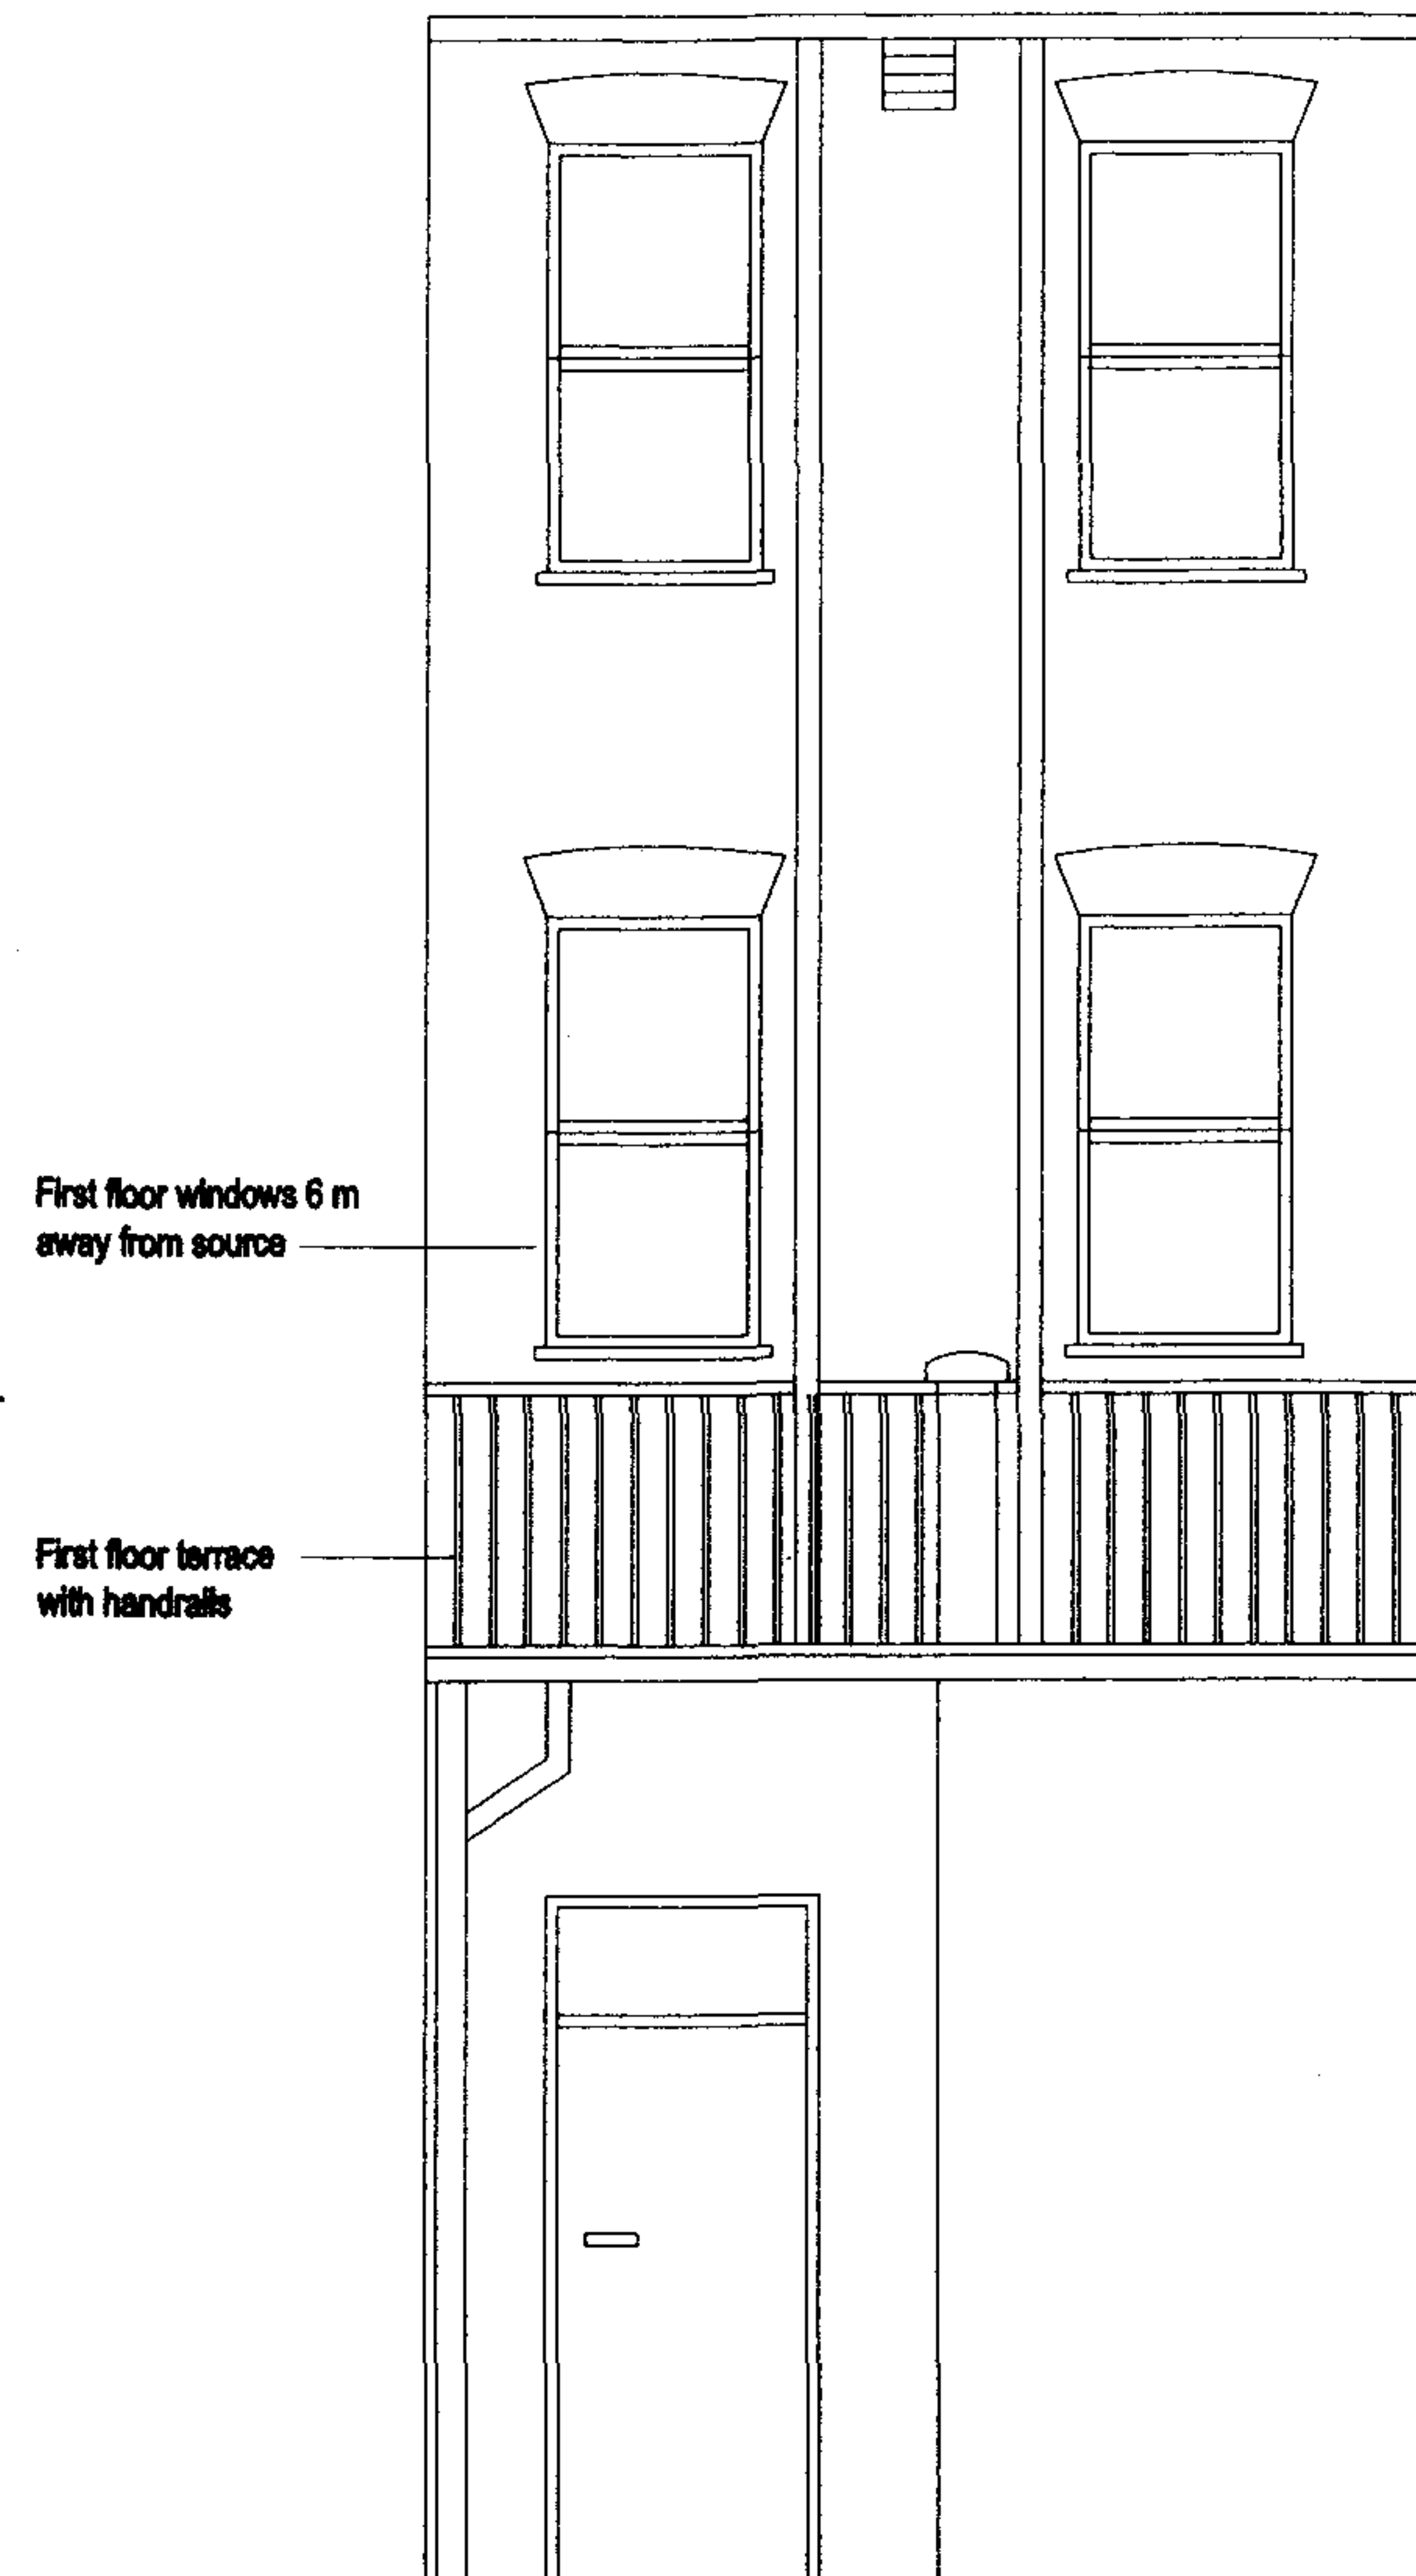 First floor windows 6 m
away from source
First floor terrace
with handrails